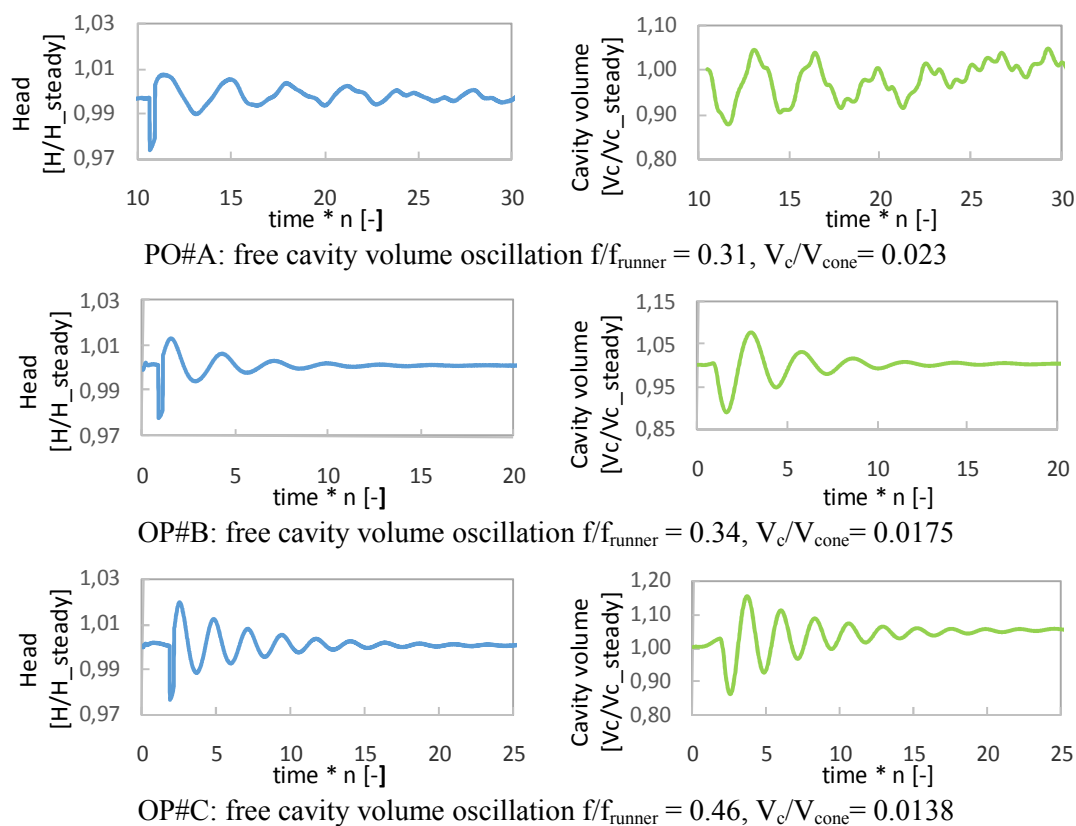 Head
[H/H_steady]
1,03
1,01
0,99
0,97
10 15 20 25 30
time * n [-]
Cavity volume
[Vc/Vc_steady]
1,10
1,00
0,90
0,80
10 15 20 25 30
time * n [-]
PO#A: free cavity volume oscillation f/frunner = 0.31, Vc/Vcone= 0.023
Head
[H/H_steady]
1,03
1,01
0,99
0,97
0 5 10 15 20
time * n [-]
Cavity volume
[Vc/Vc_steady]
1,15
1,05
0,95
0,85
0 5 10 15 20
time * n [-]
OP#B: free cavity volume oscillation f/frunner = 0.34, Vc/Vcone= 0.0175
Head
[H/H_steady]
1,03
1,01
0,99
0,97
0 5 10 15 20 25
time * n [-]
Cavity volume
[Vc/Vc_steady]
1,20
1,10
1,00
0,90
0,80
0 5 10 15 20 25
time * n [-]
OP#C: free cavity volume oscillation f/frunner = 0.46, Vc/Vcone= 0.0138